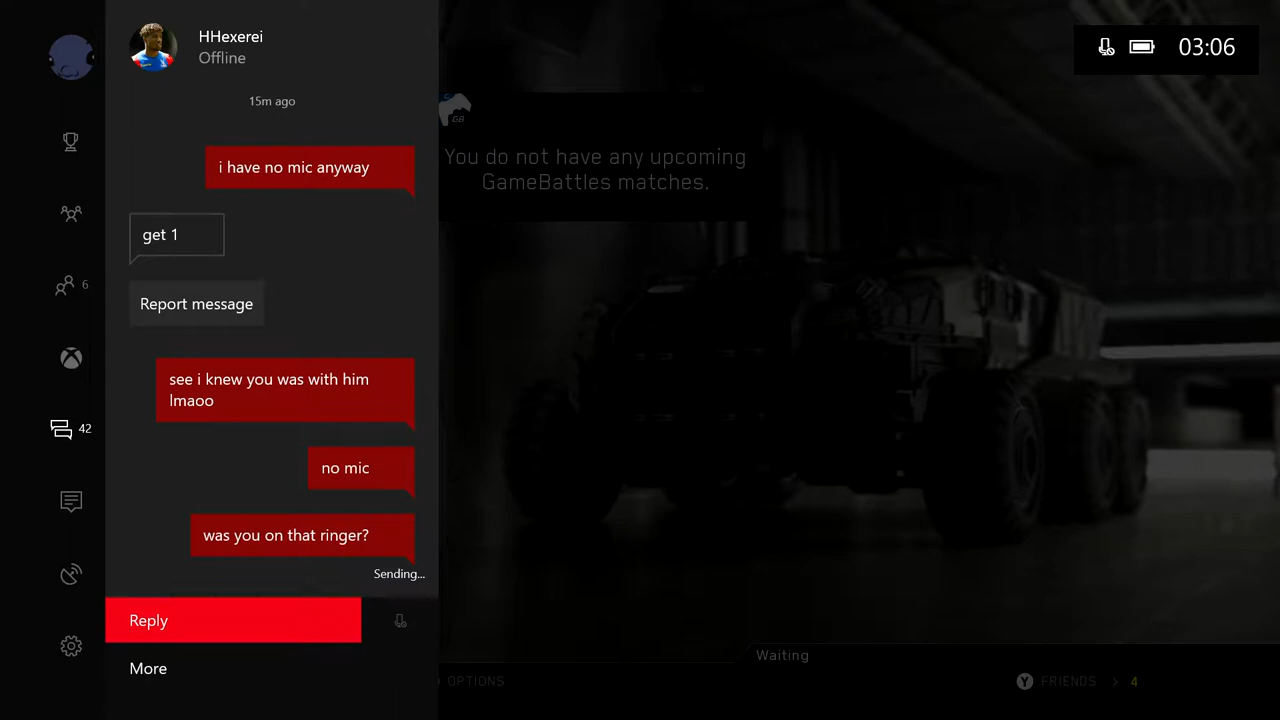 HHexerei
Offline
03:06
15m ago
i have no mic anyway
GB
You do not have any upcoming
GameBattles matches.
get 1
6
Report message
see i knew you was with him
lmaoo
42
no mic
was you on that ringer?
Sending...
Reply
More
Waiting
OPTIONS
Y FRIENDS > 4